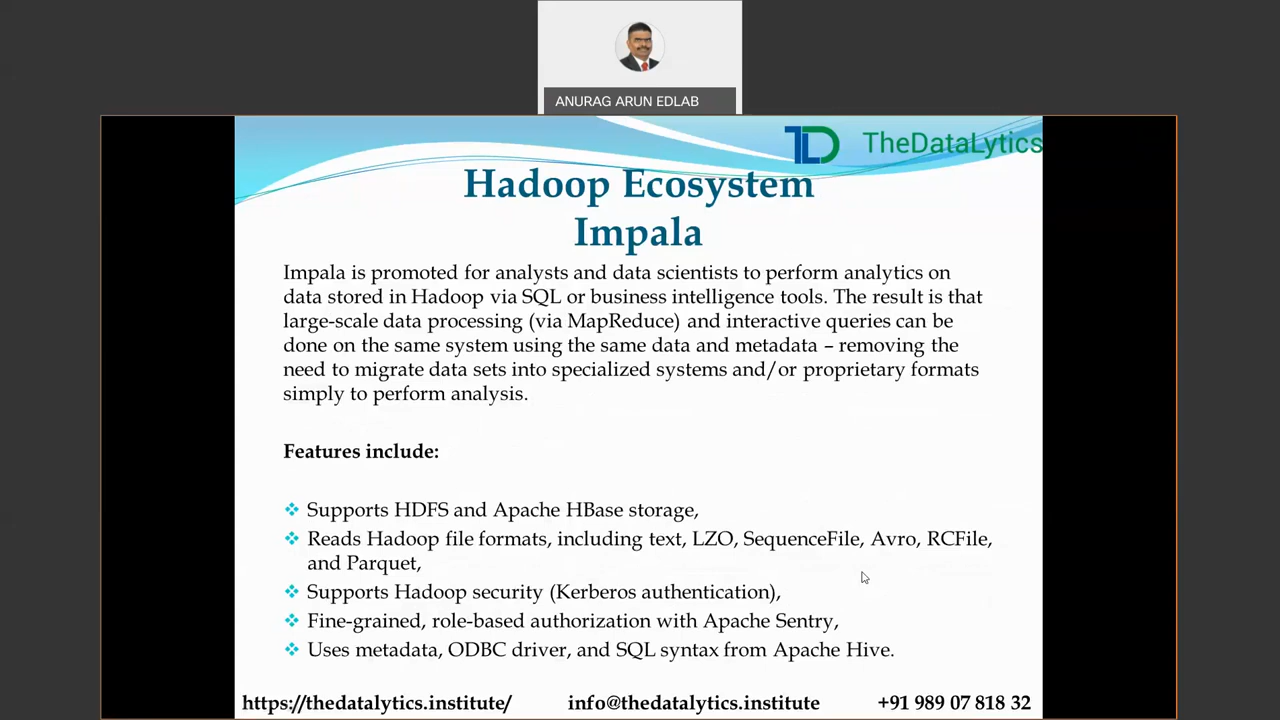 ANURAG ARUN EDLAB
TheDataLytics
Hadoop Ecosystem
Impala
Impala is promoted for analysts and data scientists to perform analytics on
data stored in Hadoop via SQL or business intelligence tools. The result is that
large-scale data processing (via MapReduce) and interactive queries can be
done on the same system using the same data and metadata – removing the
need to migrate data sets into specialized systems and/or proprietary formats
simply to perform analysis.
Features include:
❖ Supports HDFS and Apache HBase storage,
❖ Reads Hadoop file formats, including text, LZO, SequenceFile, Avro, RCFile,
and Parquet,
❖ Supports Hadoop security (Kerberos authentication),
❖ Fine-grained, role-based authorization with Apache Sentry,
❖ Uses metadata, ODBC driver, and SQL syntax from Apache Hive.
https://thedatalytics.institute/ info@thedatalytics.institute +91 989 07 818 32